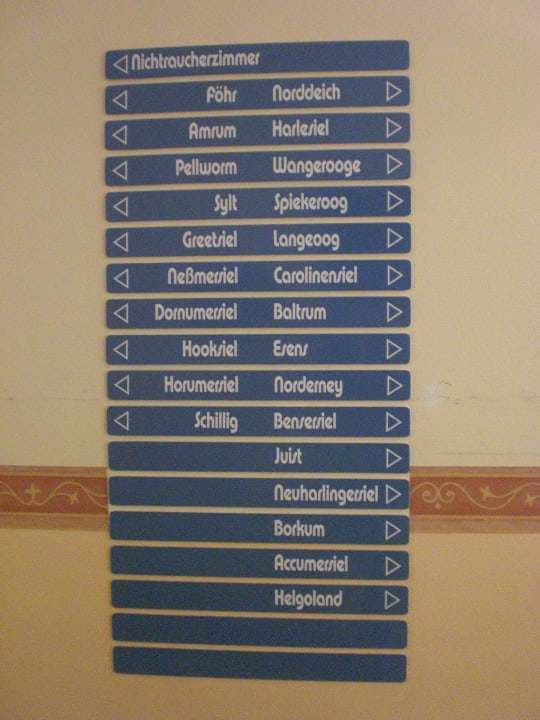 Nichtraucherzimmer
Föhr Norddeich
Amrum Harlesiel
Pellworm Wangerooge
Sylt Spiekeroog
Greetsiel Langeoog
Neßmersiel Carolinensiel
Dornumersiel Baltrum
Hooksiel Esens
Horumersiel Norderney
Schillig Bensersiel
Juist
Neuharlingersiel
Borkum
Accumersiel
Helgoland